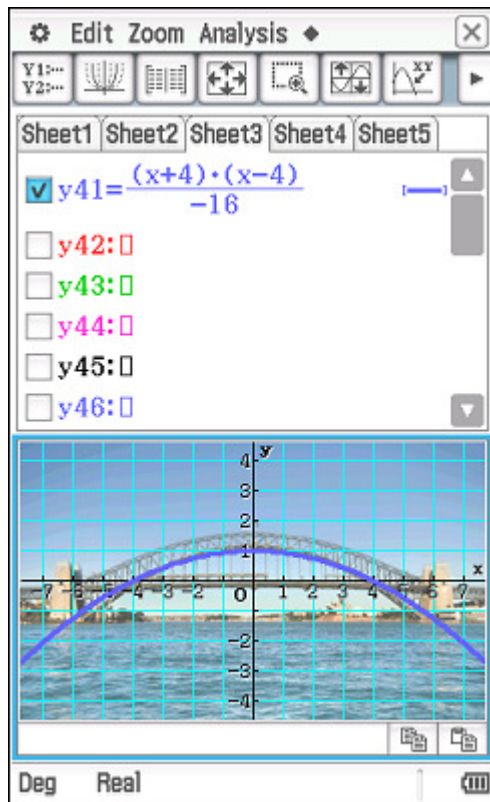 Edit Zoom Analysis ◆
Y1:···
Y2:···
XY
Sheet1 Sheet2 Sheet3 Sheet4 Sheet5
y41=(x+4)·(x−4)/−16
y42:▯
y43:▯
y44:▯
y45:▯
y46:▯
y
4
3
2
1
x
-7 -6 -5 -4 -3 -2 0 1 2 3 4 5 6 7
-2
-3
-4
Deg Real